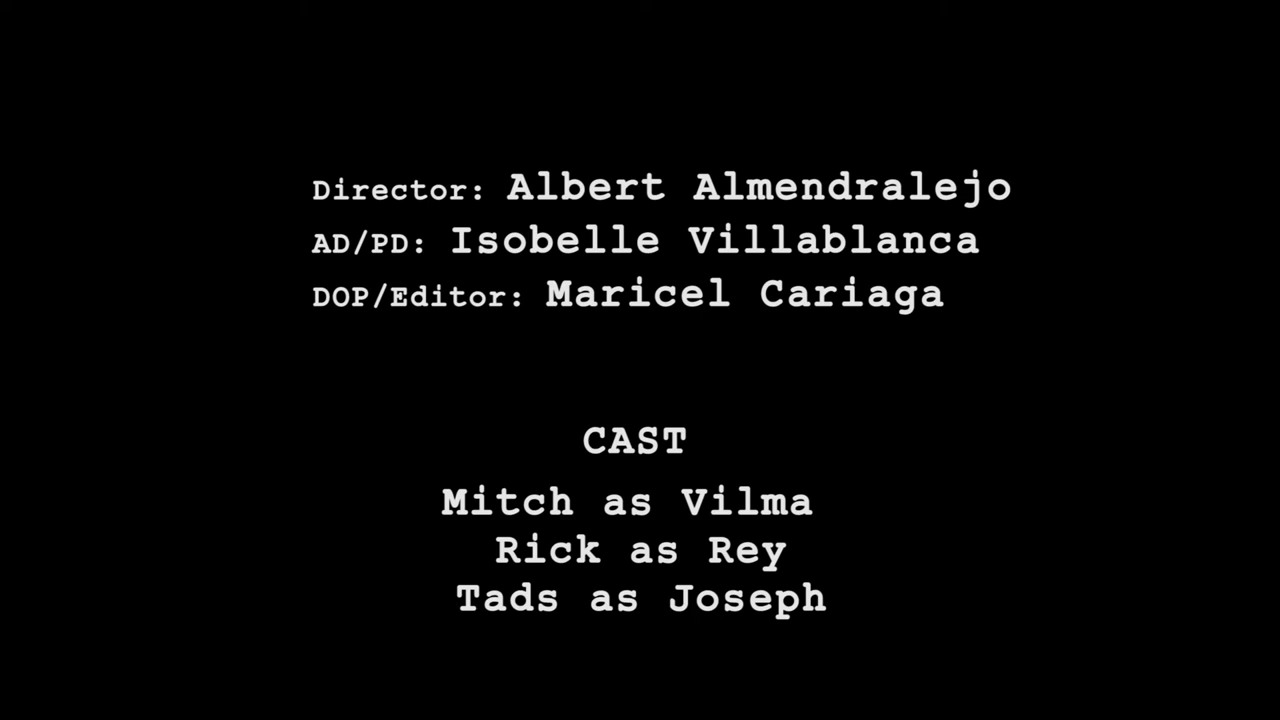 Director: Albert Almendralejo
AD/PD: Isobelle Villablanca
DOP/Editor: Maricel Cariaga
CAST
Mitch as Vilma
Rick as Rey
Tads as Joseph